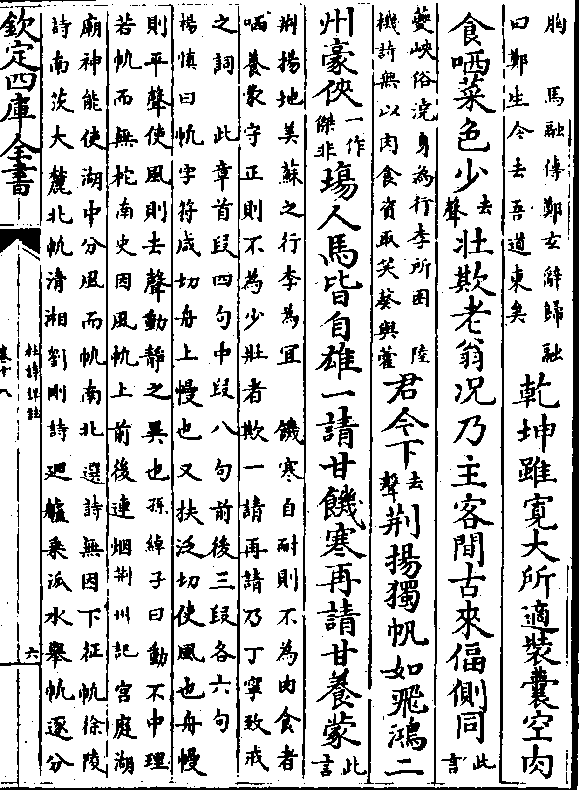 胸　馬融傳鄭玄辭歸融
曰鄭生今去吾道東矣
乾坤雖寛大所適裝囊空肉
食哂菜色少去聲壯欺老翁况乃主客間古來偪側同此言
夔峽俗澆身為行李所困　陸
機詩無以肉食資取笑葵與藿
君今下去聲荆揚獨帆如飛鴻二
州豪俠一作傑非塲人馬皆自雄一請甘饑寒再請甘養蒙此言
荆揚地美蘇之行李為宜　饑寒自耐則不為肉食者
哂養蒙守正則不為少壯者欺一請再請乃丁寧致戒
之詞　此章首段四句中段八句前後三段各六句
楊慎曰帆字符咸切舟上幔也又扶泛切使風也舟幔
則平聲使風則去聲動静之異也孫綽子曰動不中理
若帆而無柁南史因風帆上前後連烟荆州記宫庭湖
廟神能使湖中分風而帆南北選詩無因下征帆徐陵
詩南茨大麓北帆清湘劉剛詩廻艫乗派水舉帆逐分
欽定四庫全書
杜詩詳註
卷十八
六